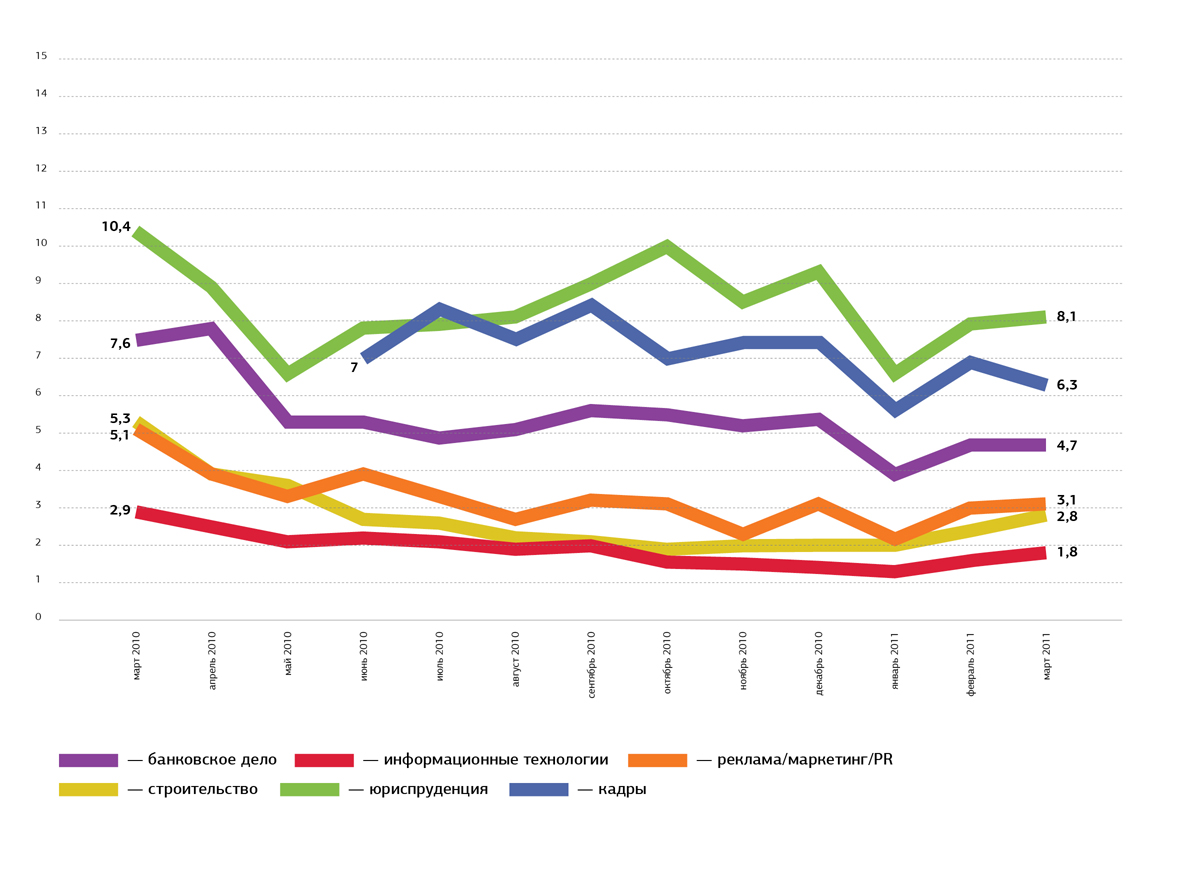 15
14
13
12
11
10
9
8
7
6
5
4
3
2
1
0
10,4
7,6
5,3
5,1
2,9
7
8,1
6,3
4,7
3,1
2,8
1,8
март 2010
апрель 2010
май 2010
июнь 2010
июль 2010
август 2010
сентябрь 2010
октябрь 2010
ноябрь 2010
декабрь 2010
январь 2011
февраль 2011
март 2011
— банковское дело — информационные технологии — реклама/маркетинг/PR
— строительство — юриспруденция — кадры